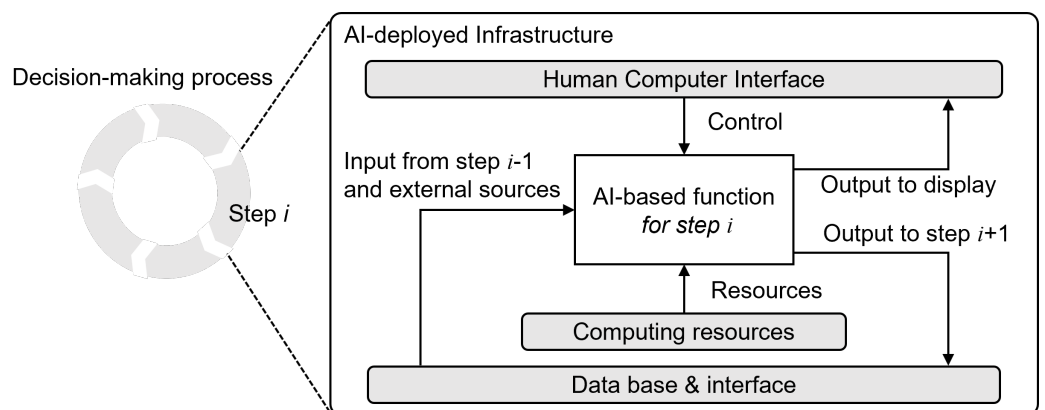 AI-deployed Infrastructure
Decision-making process
Human Computer Interface
Control
Input from step i-1
and external sources
AI-based function
for step i
Output to display
Step i
Output to step i+1
Resources
Computing resources
Data base & interface